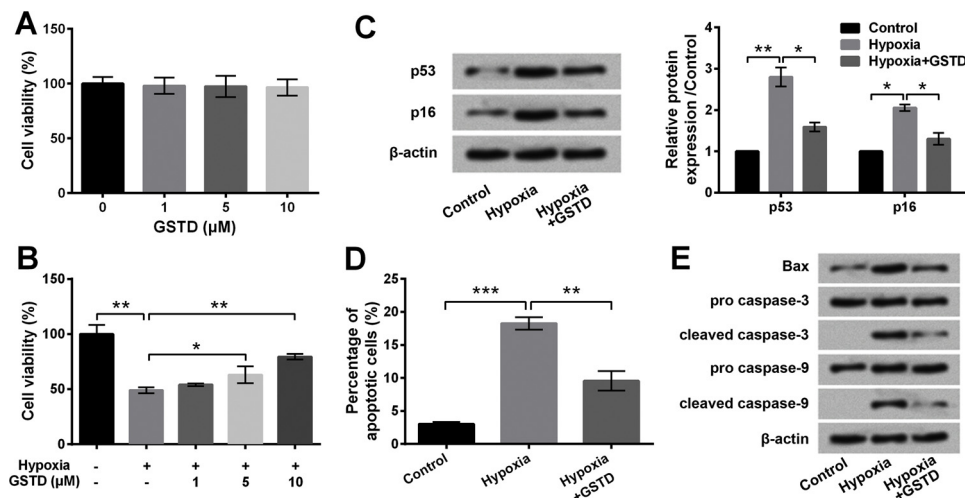 A
Cell viability (%)
150
100
50
0
0 1 5 10
GSTD (μM)
B
Cell viability (%)
150
100
50
0
** **
*
Hypoxia - + + + +
GSTD (μM) - - 1 5 10
C
p53
p16
β-actin
Control Hypoxia Hypoxia
+GSTD
Relative protein
expression /Control
4
3
2
1
0
Control
Hypoxia
Hypoxia+GSTD
** *
* *
p53 p16
D
Percentage of
apoptotic cells (%)
25
20
15
10
5
0
*** **
Control Hypoxia Hypoxia
+GSTD
E
Bax
pro caspase-3
cleaved caspase-3
pro caspase-9
cleaved caspase-9
β-actin
Control Hypoxia Hypoxia
+GSTD